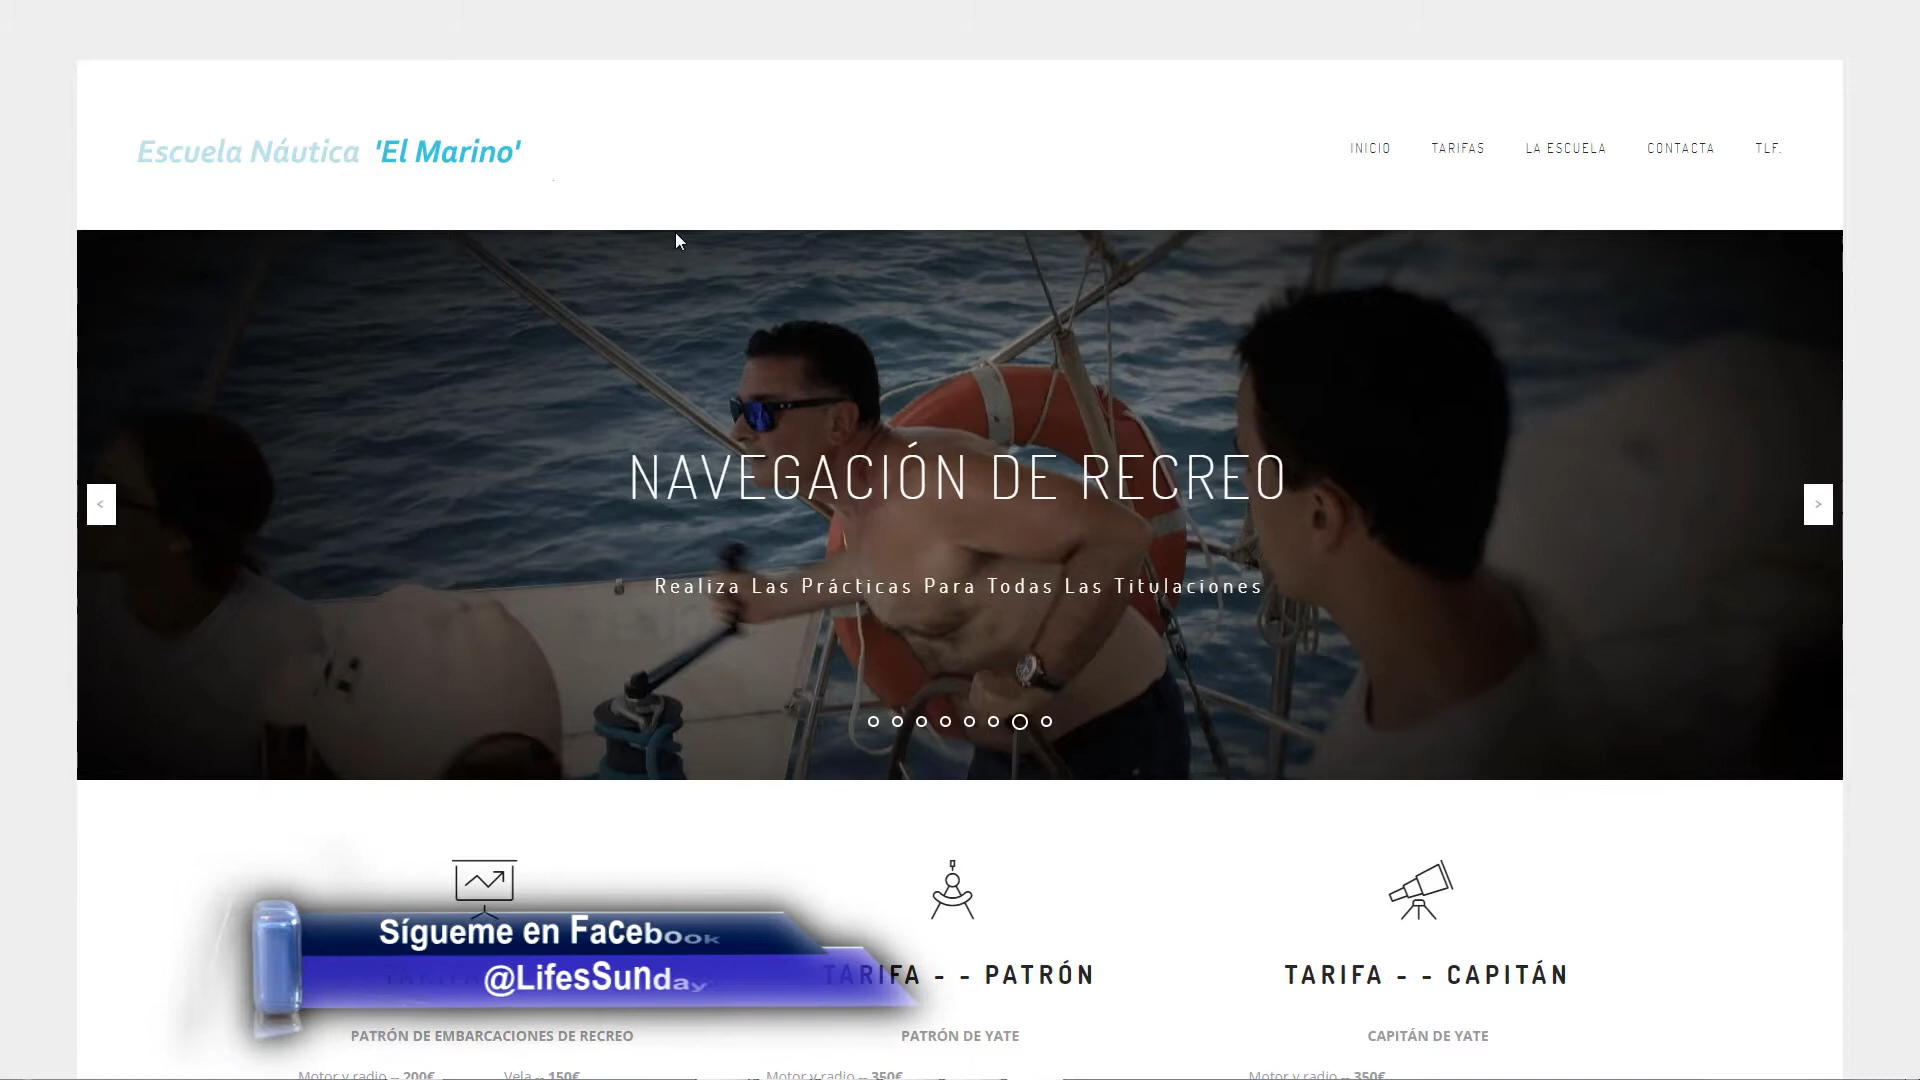 Escuela Náutica 'El Marino'
INICIO TARIFAS LA ESCUELA CONTACTA TLF.
NAVEGACIÓN DE RECREO
< >
Realiza Las Prácticas Para Todas Las Titulaciones
Sígueme en Facebook
@LifesSunday
TARIFA - - PATRÓN
TARIFA - - CAPITÁN
PATRÓN DE EMBARCACIONES DE RECREO
PATRÓN DE YATE
CAPITÁN DE YATE
Motor y radio -- 200€ Vela -- 150€
Motor y radio -- 350€
Motor y radio -- 350€